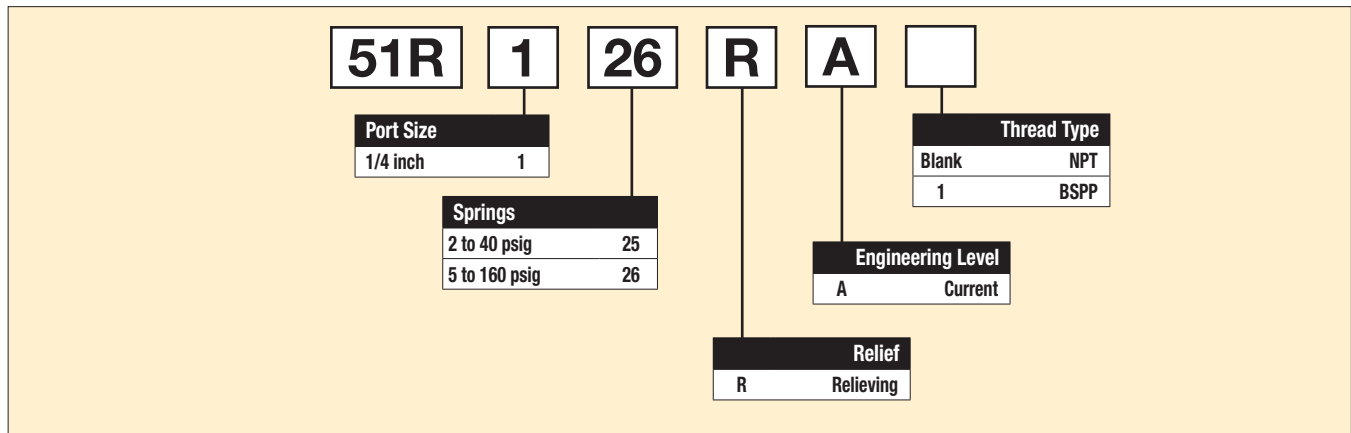 51R 1 26 R A
Port Size
1/4 inch 1
Thread Type
Blank NPT
1 BSPP
Springs
2 to 40 psig 25
5 to 160 psig 26
Engineering Level
A Current
Relief
R Relieving